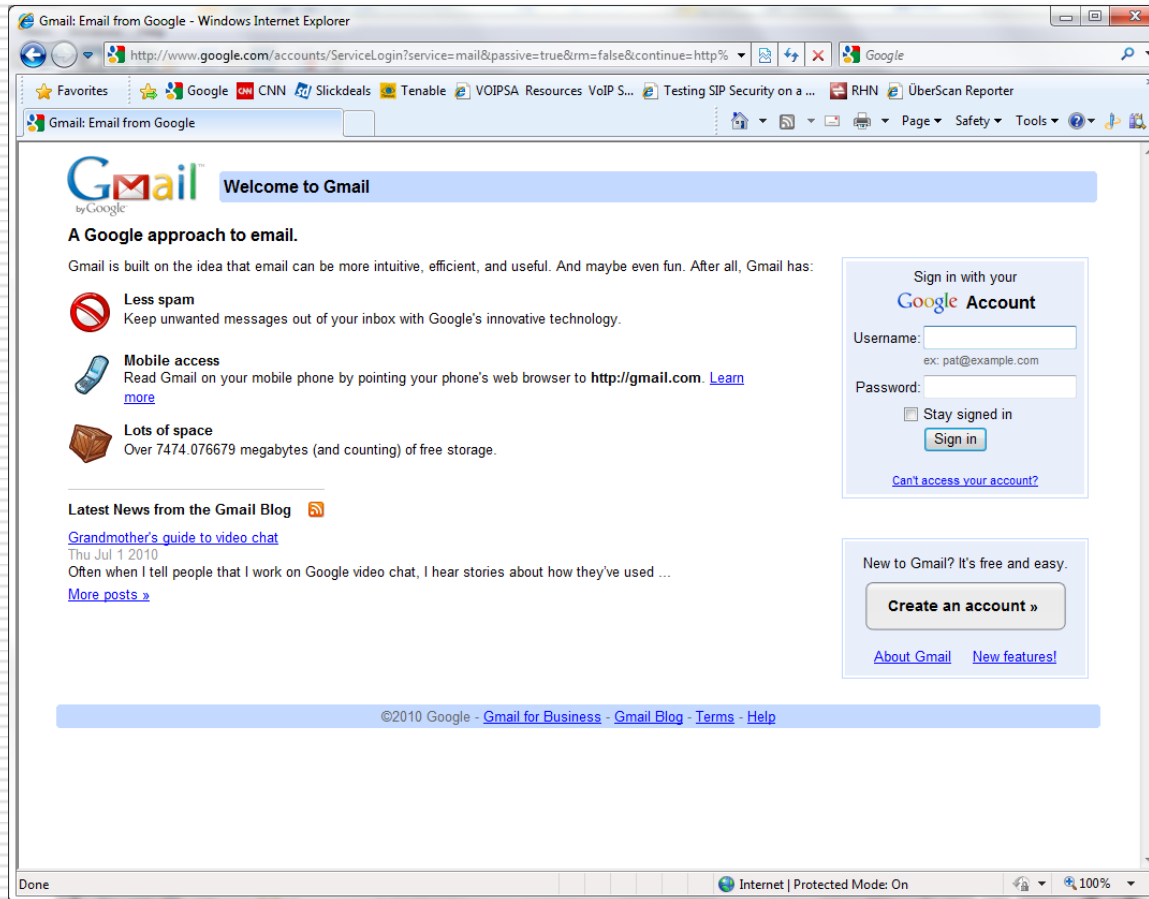 Gmail: Email from Google - Windows Internet Explorer
http://www.google.com/accounts/ServiceLogin?service=mail&passive=true&rm=false&continue=http%
Google
Favorites Google CNN Slickdeals Tenable VOIPSA Resources VoIP S... Testing SIP Security on a ... RHN ÜberScan Reporter
Gmail: Email from Google
Page Safety Tools
Gmail™
by Google™
Welcome to Gmail
A Google approach to email.
Gmail is built on the idea that email can be more intuitive, efficient, and useful. And maybe even fun. After all, Gmail has:
Less spam
Keep unwanted messages out of your inbox with Google's innovative technology.
Mobile access
Read Gmail on your mobile phone by pointing your phone's web browser to http://gmail.com. Learn
more
Lots of space
Over 7474.076679 megabytes (and counting) of free storage.
Latest News from the Gmail Blog
Grandmother's guide to video chat
Thu Jul 1 2010
Often when I tell people that I work on Google video chat, I hear stories about how they've used ...
More posts »
Sign in with your
Google Account
Username:
ex: pat@example.com
Password:
Stay signed in
Sign in
Can't access your account?
New to Gmail? It's free and easy.
Create an account »
About Gmail New features!
©2010 Google - Gmail for Business - Gmail Blog - Terms - Help
Done
Internet | Protected Mode: On
100%